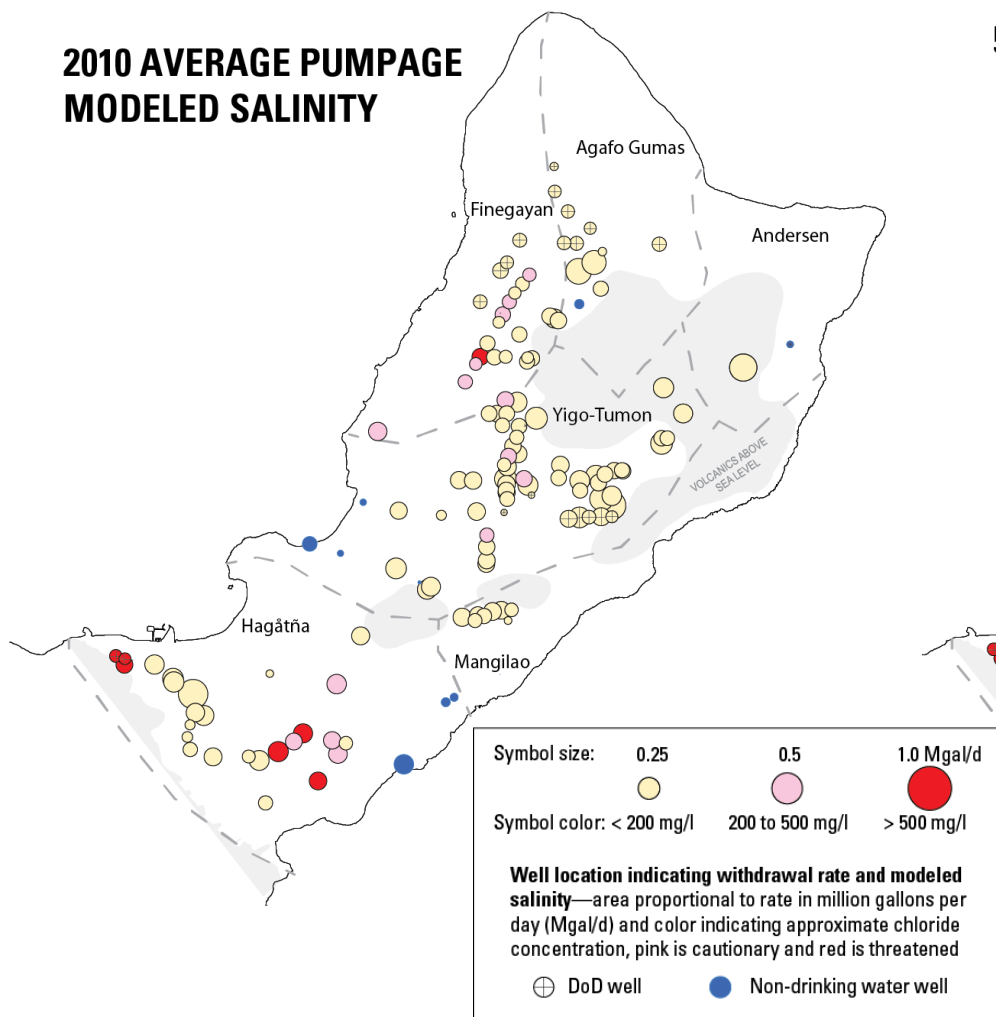 2010 AVERAGE PUMPAGE
MODELED SALINITY
Agafo Gumas
Finegayan
Andersen
Yigo-Tumon
VOLCANICS ABOVE
SEA LEVEL
Hagåtña
Mangilao
Symbol size: 0.25 0.5 1.0 Mgal/d
Symbol color: < 200 mg/l 200 to 500 mg/l > 500 mg/l
Well location indicating withdrawal rate and modeled
salinity—area proportional to rate in million gallons per
day (Mgal/d) and color indicating approximate chloride
concentration, pink is cautionary and red is threatened
DoD well Non-drinking water well